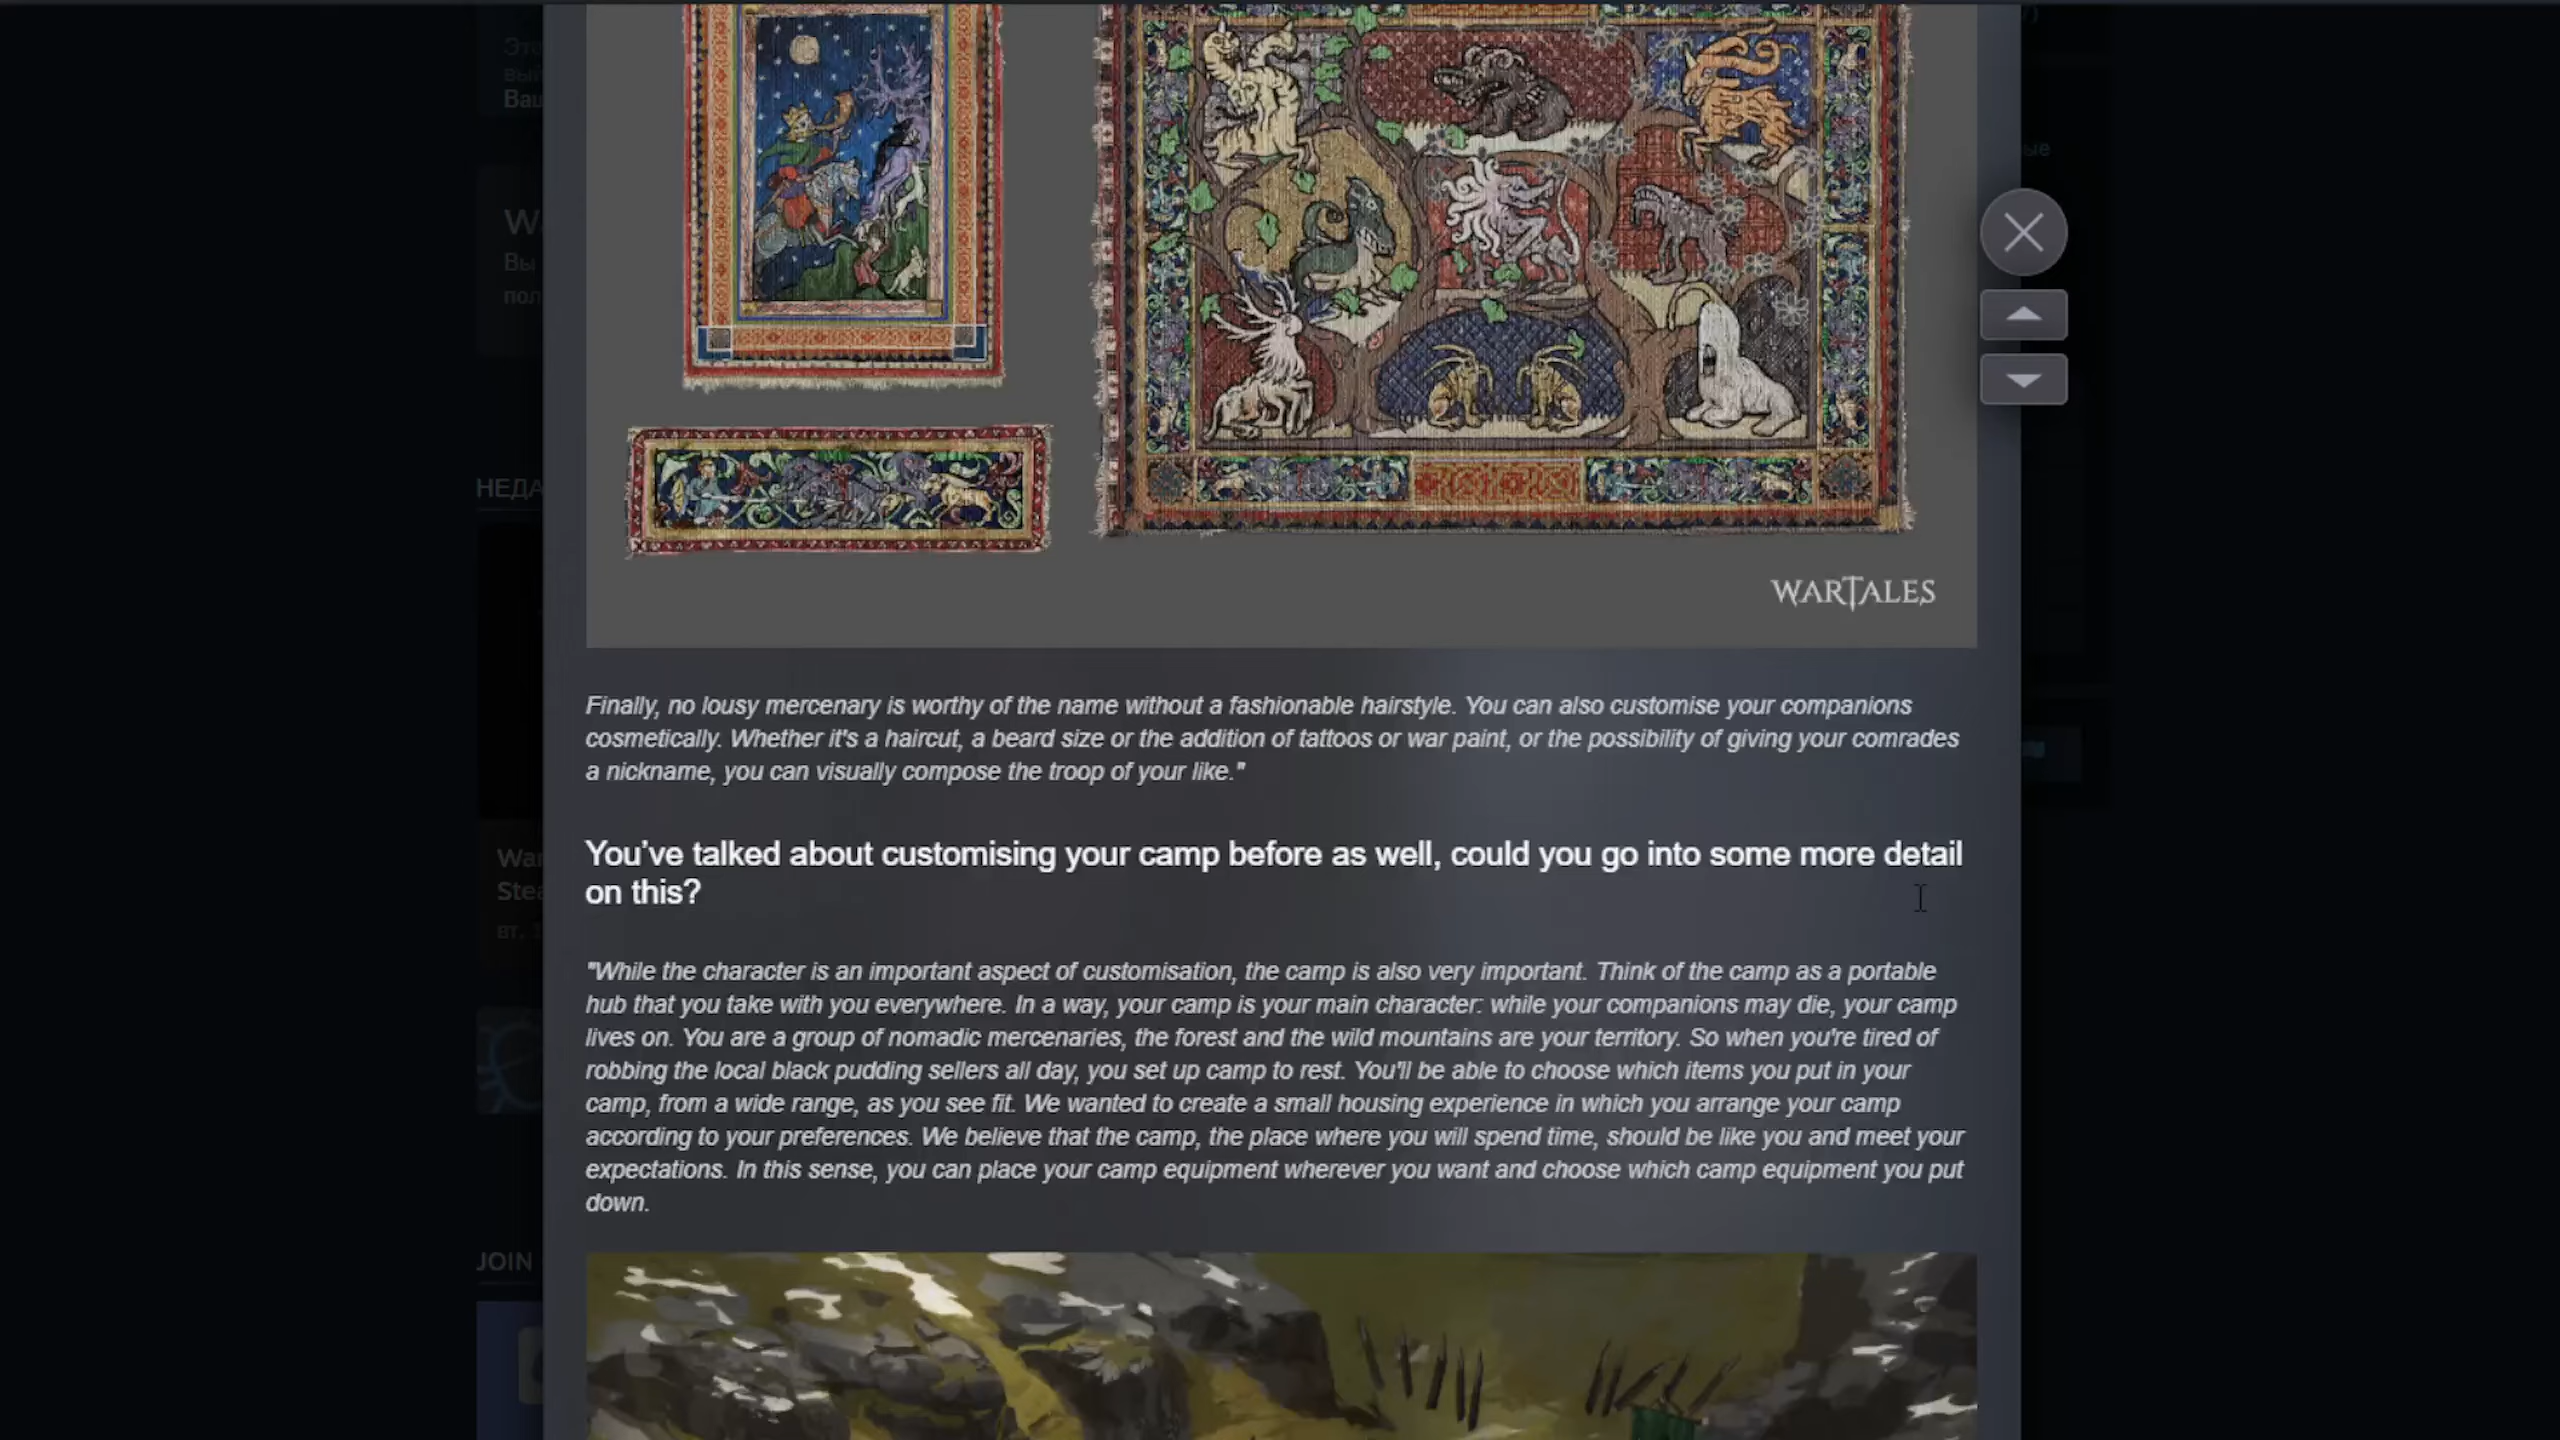 Ваш
ые
W
Вы
пол
НЕДА
WARTALES
Finally, no lousy mercenary is worthy of the name without a fashionable hairstyle. You can also customise your companions
cosmetically. Whether it's a haircut, a beard size or the addition of tattoos or war paint, or the possibility of giving your comrades
a nickname, you can visually compose the troop of your like."
You've talked about customising your camp before as well, could you go into some more detail
on this?
War
Stea
вт,
"While the character is an important aspect of customisation, the camp is also very important. Think of the camp as a portable
hub that you take with you everywhere. In a way, your camp is your main character: while your companions may die, your camp
lives on. You are a group of nomadic mercenaries, the forest and the wild mountains are your territory. So when you're tired of
robbing the local black pudding sellers all day, you set up camp to rest. You'll be able to choose which items you put in your
camp, from a wide range, as you see fit. We wanted to create a small housing experience in which you arrange your camp
according to your preferences. We believe that the camp, the place where you will spend time, should be like you and meet your
expectations. In this sense, you can place your camp equipment wherever you want and choose which camp equipment you put
down.
JOIN